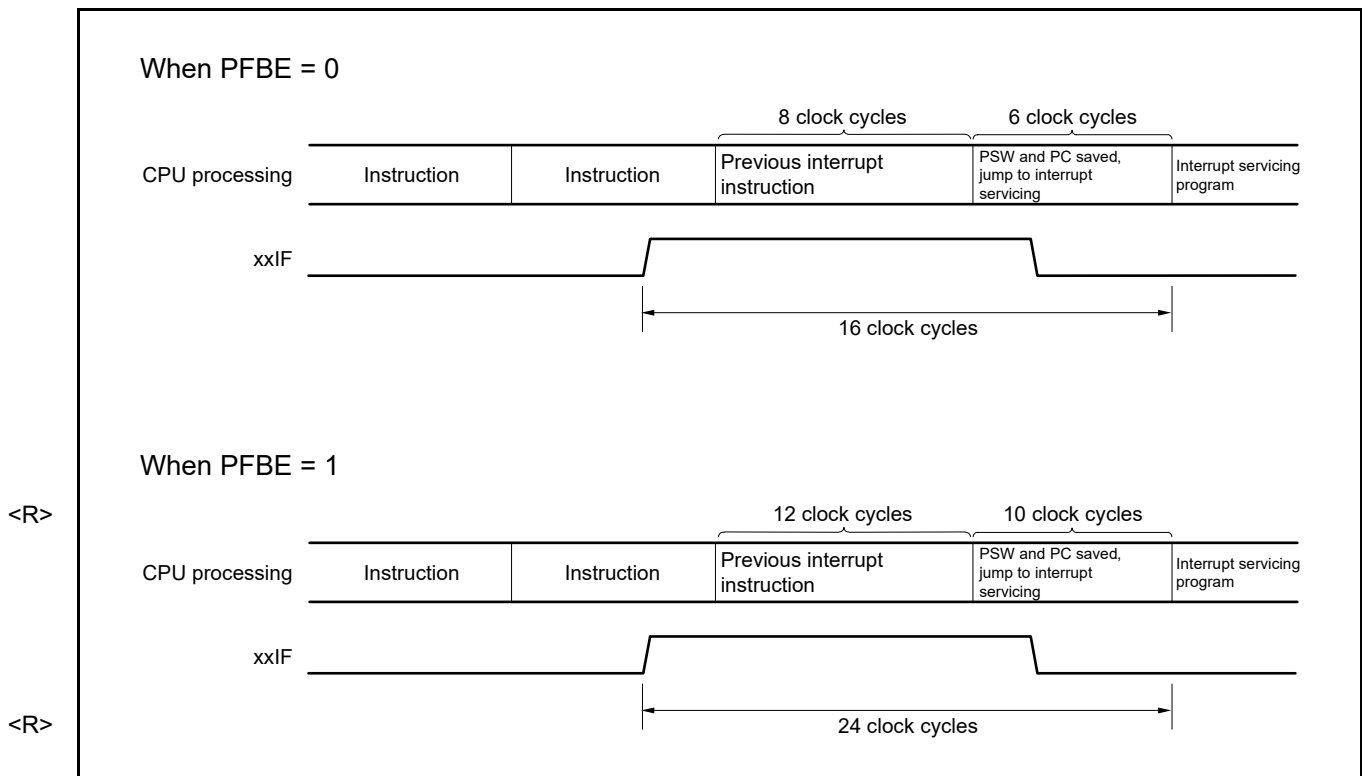 When PFBE = 0
8 clock cycles
6 clock cycles
CPU processing
Instruction
Instruction
Previous interrupt
instruction
PSW and PC saved,
jump to interrupt
servicing
Interrupt servicing
program
xxIF
16 clock cycles
When PFBE = 1
<R>
12 clock cycles
10 clock cycles
CPU processing
Instruction
Instruction
Previous interrupt
instruction
PSW and PC saved,
jump to interrupt
servicing
Interrupt servicing
program
xxIF
<R>
24 clock cycles